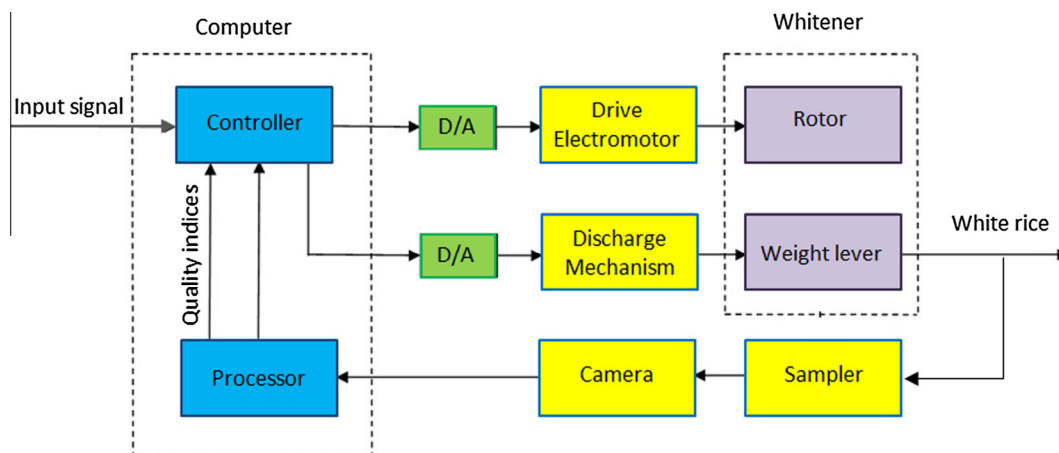 Computer
Whitener
Input signal
Controller
D/A
Drive
Electromotor
Rotor
Quality indices
D/A
Discharge
Mechanism
Weight lever
White rice
Processor
Camera
Sampler